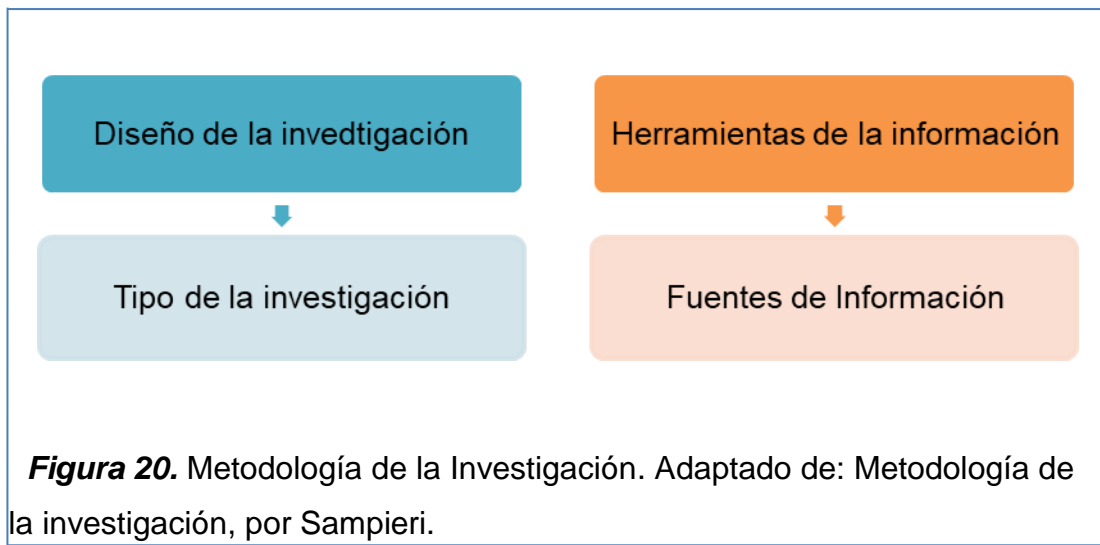 Diseño de la invedtigación
Tipo de la investigación
Herramientas de la información
Fuentes de Información
Figura 20. Metodología de la Investigación. Adaptado de: Metodología de
la investigación, por Sampieri.